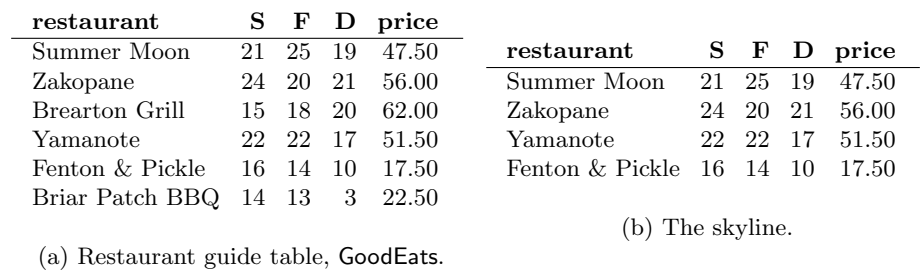 restaurant S F D price
Summer Moon 21 25 19 47.50
Zakopane 24 20 21 56.00
Brearton Grill 15 18 20 62.00
Yamanote 22 22 17 51.50
Fenton & Pickle 16 14 10 17.50
Briar Patch BBQ 14 13 3 22.50
(a) Restaurant guide table, GoodEats.
restaurant S F D price
Summer Moon 21 25 19 47.50
Zakopane 24 20 21 56.00
Yamanote 22 22 17 51.50
Fenton & Pickle 16 14 10 17.50
(b) The skyline.